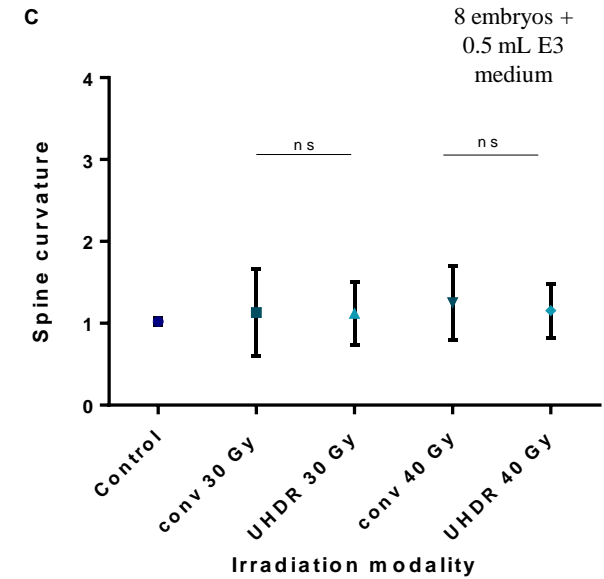 C
8 embryos +
0.5 mL E3
medium
4
3
2
1
0
Spine curvature
ns
ns
Control
conv 30 Gy
UHDR 30 Gy
conv 40 Gy
UHDR 40 Gy
Irradiation modality